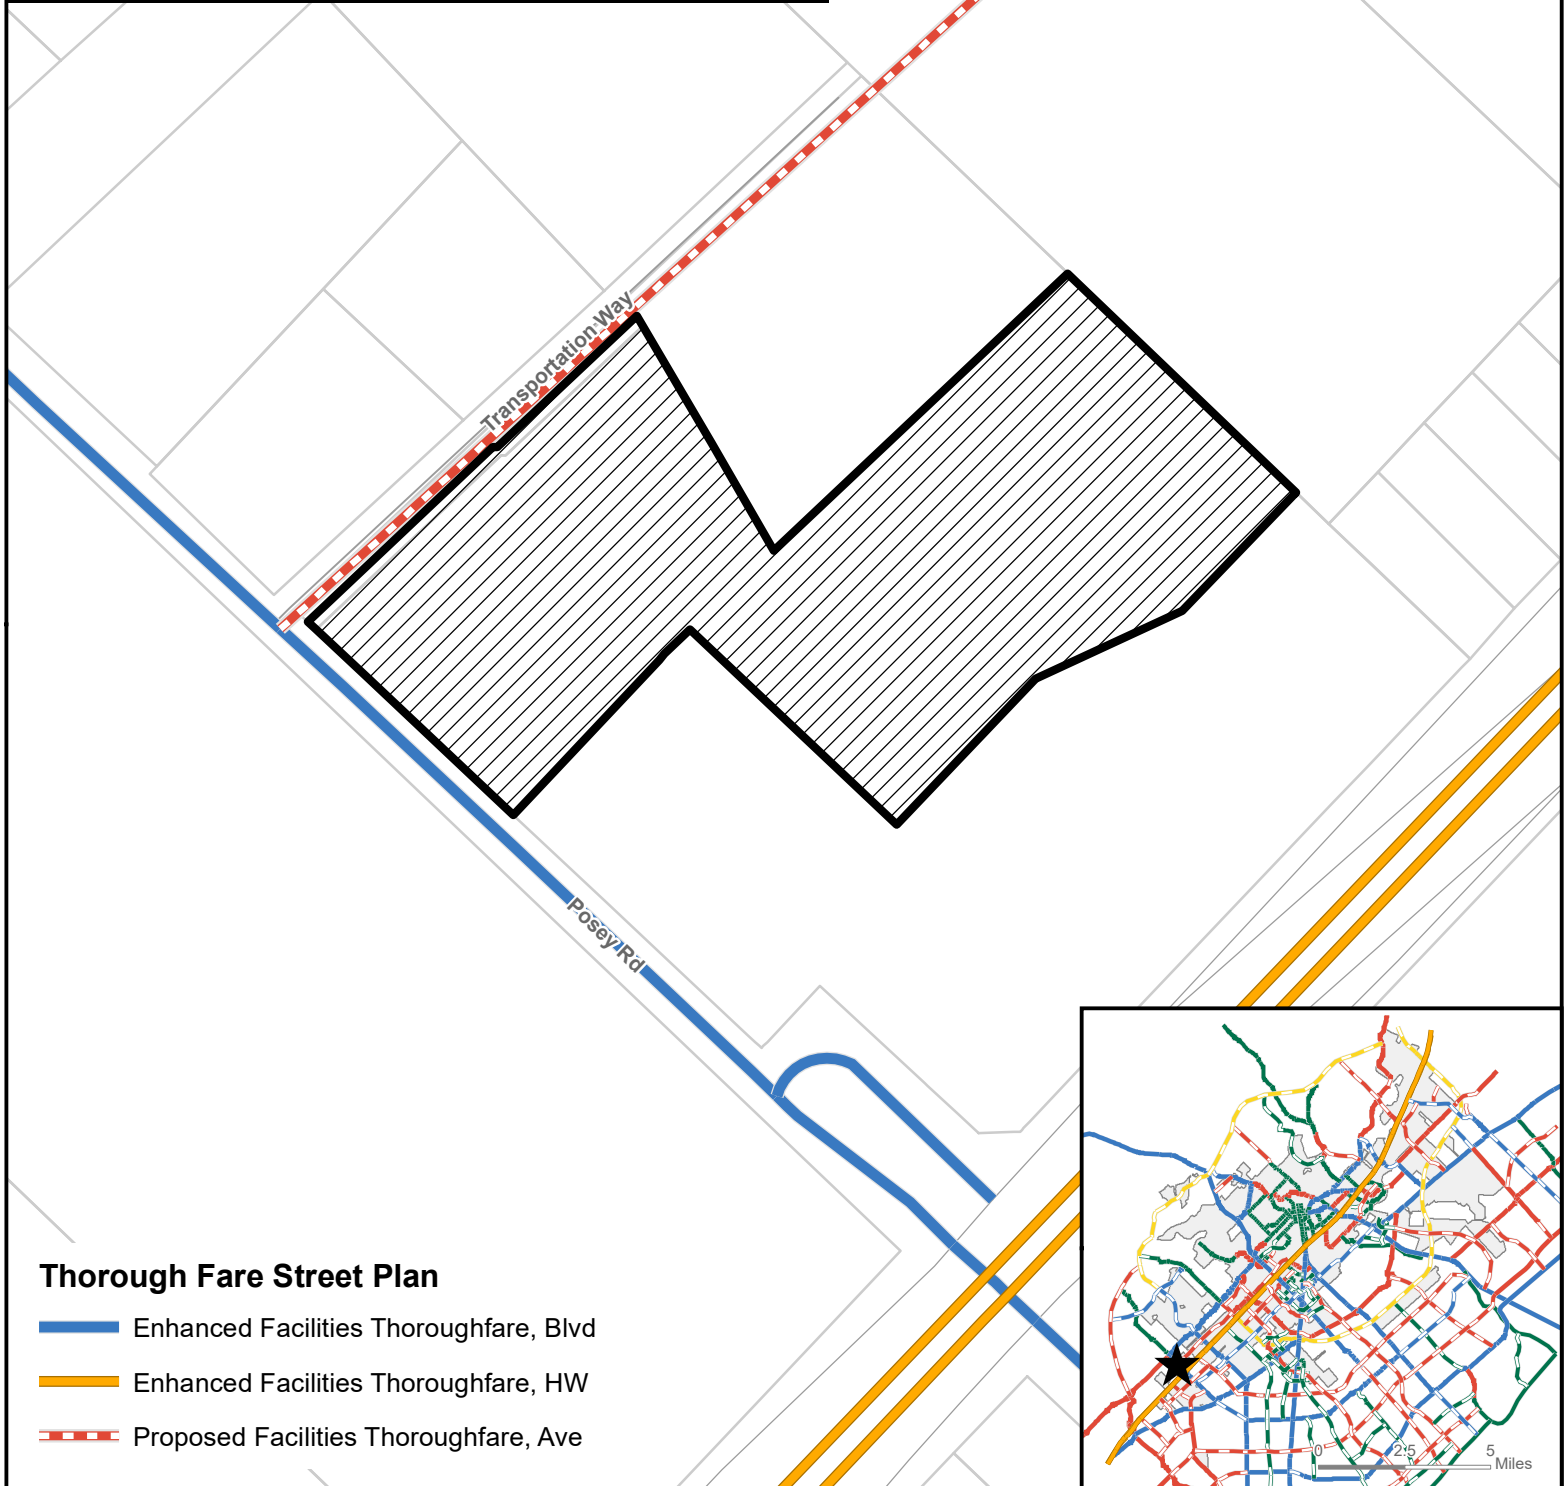 Transportation Way
Posey Rd
Thorough Fare Street Plan
Enhanced Facilities Thoroughfare, Blvd
Enhanced Facilities Thoroughfare, HW
Proposed Facilities Thoroughfare, Ave
0 2.5 5
Miles